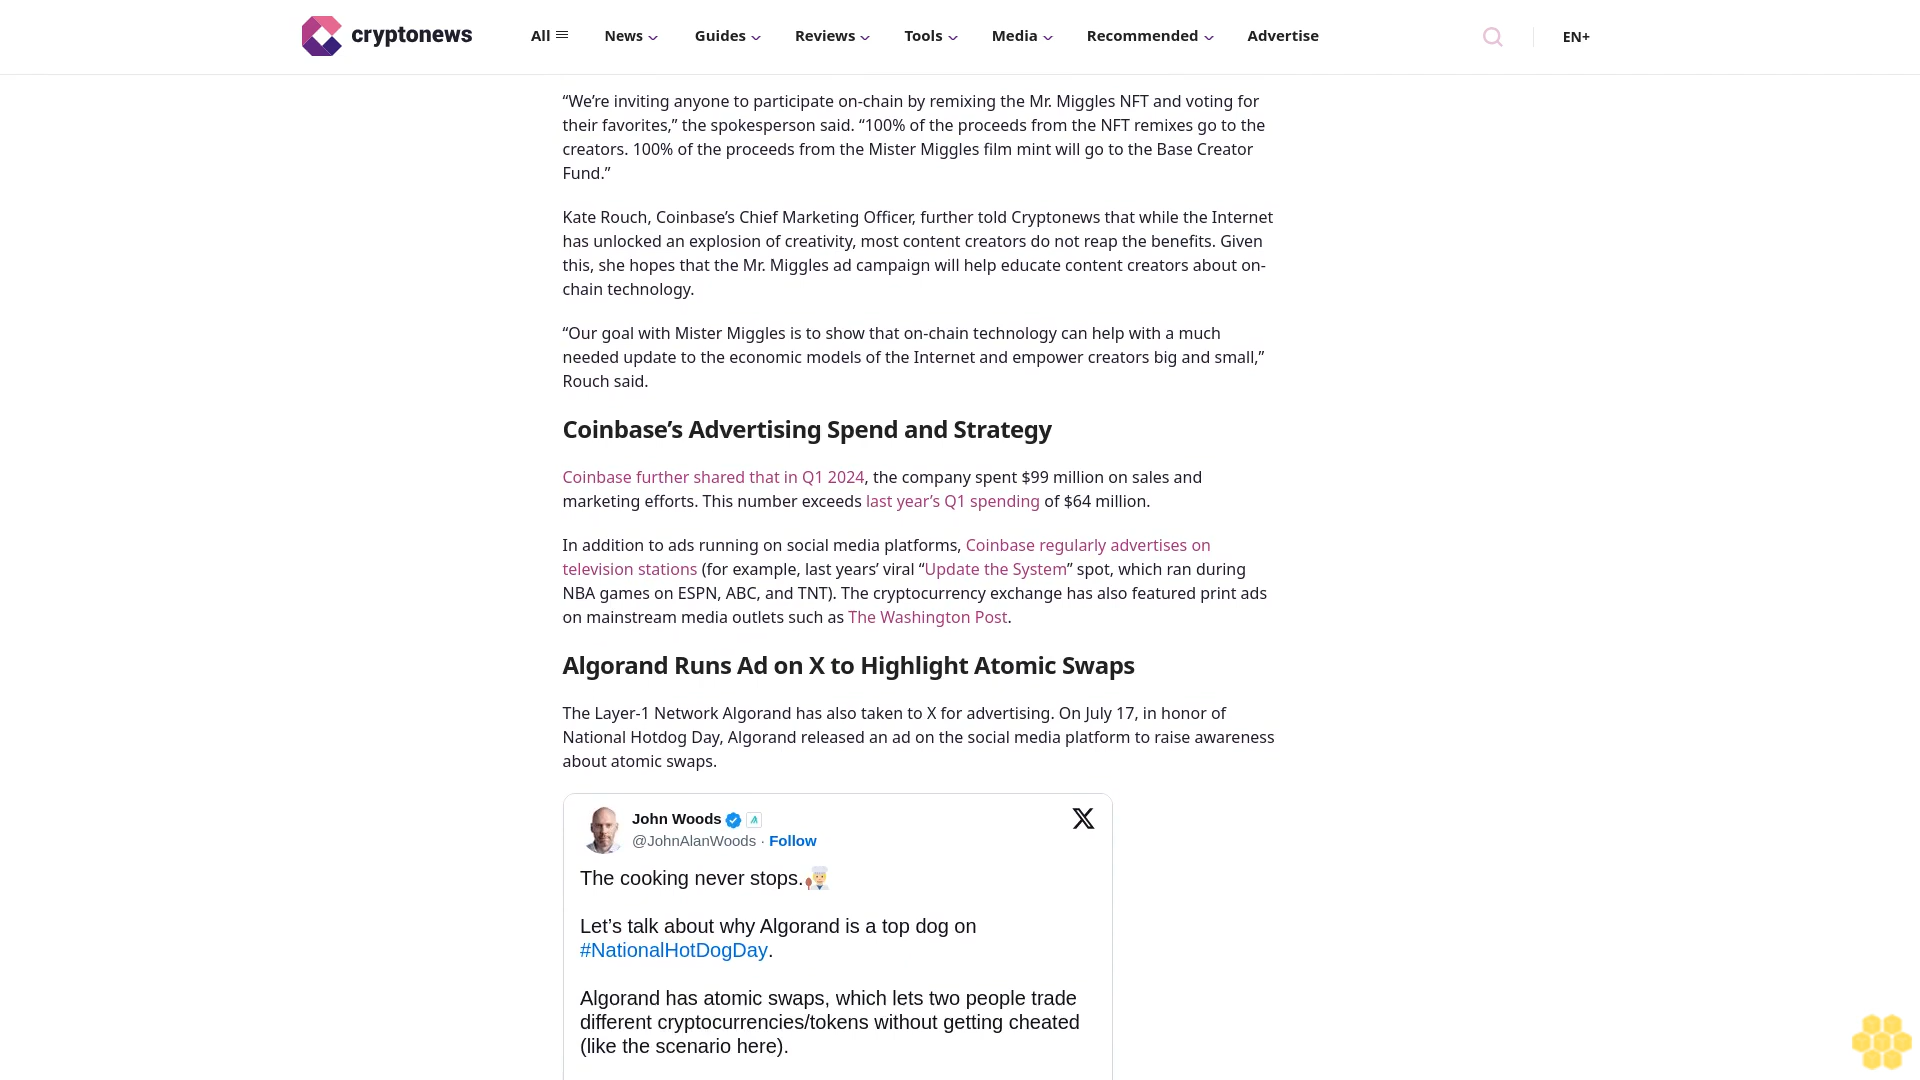 cryptonews
All
News
Guides
Reviews
Tools
Media
Recommended
Advertise
EN+
“We’re inviting anyone to participate on-chain by remixing the Mr. Miggles NFT and voting for
their favorites,” the spokesperson said. “100% of the proceeds from the NFT remixes go to the
creators. 100% of the proceeds from the Mister Miggles film mint will go to the Base Creator
Fund.”
Kate Rouch, Coinbase’s Chief Marketing Officer, further told Cryptonews that while the Internet
has unlocked an explosion of creativity, most content creators do not reap the benefits. Given
this, she hopes that the Mr. Miggles ad campaign will help educate content creators about on-
chain technology.
“Our goal with Mister Miggles is to show that on-chain technology can help with a much
needed update to the economic models of the Internet and empower creators big and small,”
Rouch said.
Coinbase’s Advertising Spend and Strategy
Coinbase further shared that in Q1 2024, the company spent $99 million on sales and
marketing efforts. This number exceeds last year’s Q1 spending of $64 million.
In addition to ads running on social media platforms, Coinbase regularly advertises on
television stations (for example, last years’ viral “Update the System” spot, which ran during
NBA games on ESPN, ABC, and TNT). The cryptocurrency exchange has also featured print ads
on mainstream media outlets such as The Washington Post.
Algorand Runs Ad on X to Highlight Atomic Swaps
The Layer-1 Network Algorand has also taken to X for advertising. On July 17, in honor of
National Hotdog Day, Algorand released an ad on the social media platform to raise awareness
about atomic swaps.
John Woods
@JohnAlanWoods · Follow
The cooking never stops.
Let’s talk about why Algorand is a top dog on
#NationalHotDogDay.
Algorand has atomic swaps, which lets two people trade
different cryptocurrencies/tokens without getting cheated
(like the scenario here).